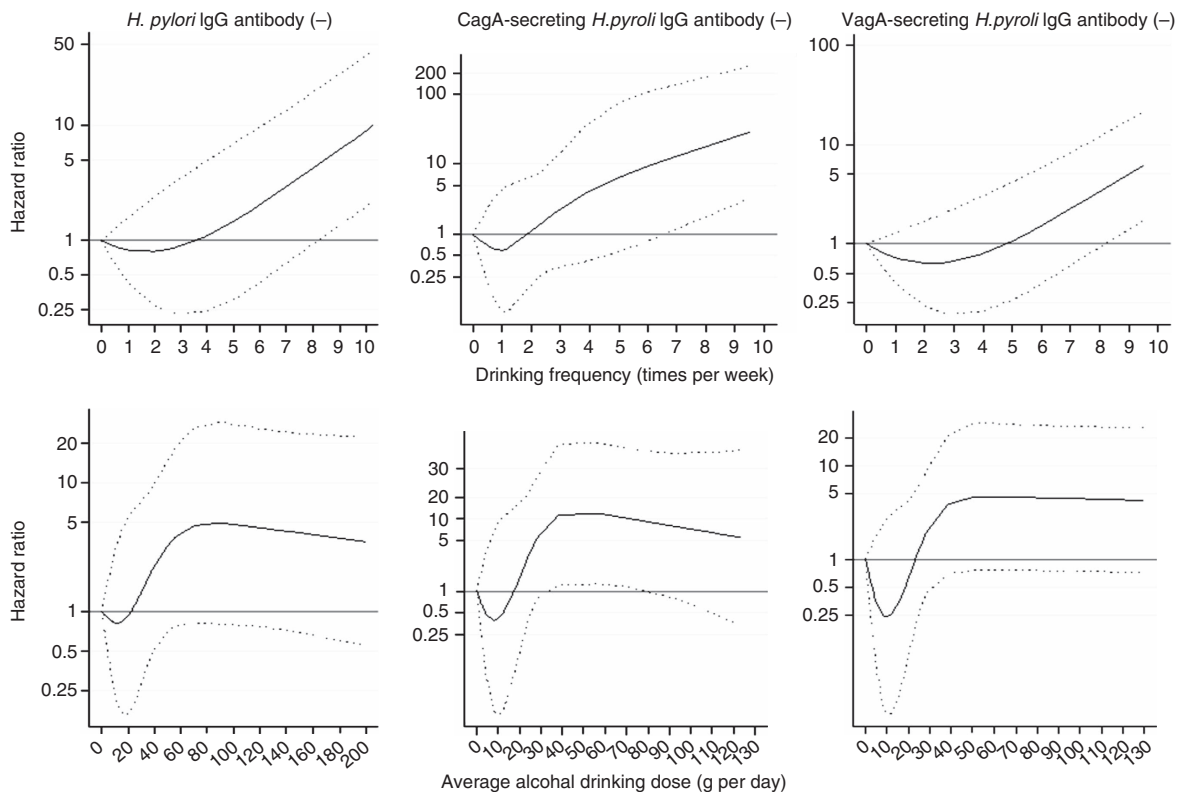 H. pylori IgG antibody (–)
CagA-secreting H.pyroli IgG antibody (–)
VagA-secreting H.pyroli IgG antibody (–)
Hazard ratio
50
10
5
1
0.5
0.25
0 1 2 3 4 5 6 7 8 9 10
200
100
10
5
1
0.5
0.25
0 1 2 3 4 5 6 7 8 9 10
100
10
5
1
0.5
0.25
0 1 2 3 4 5 6 7 8 9 10
Drinking frequency (times per week)
Hazard ratio
20
10
5
1
0.5
0.25
0 20 40 60 80 100 120 140 160 180 200
30
20
10
5
1
0.5
0.25
0 10 20 30 40 50 60 70 80 90 100 110 120 130
20
10
5
1
0.5
0.25
0 10 20 30 40 50 60 70 80 90 100 110 120 130
Average alcohal drinking dose (g per day)